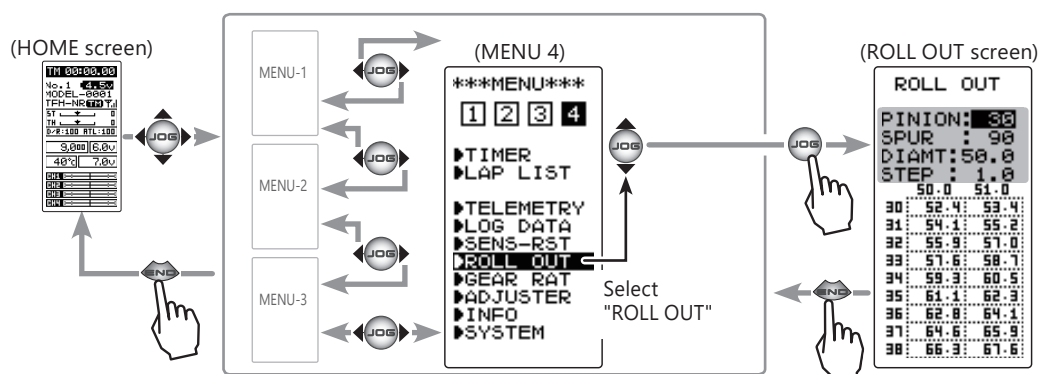 (HOME screen)
TM 00:00.00
No.1 4.5V
MODEL-0001
TFH-NR TM
ST 0
TH 0
D/R:100 ATL:100
9,000 6.0V
40°C 7.0V
CH1
CH2
CH3
CH4
JOG
END
MENU-1
JOG
JOG
MENU-2
JOG
MENU-3
JOG
(MENU 4)
***MENU***
1 2 3 4
TIMER
LAP LIST
TELEMETRY
LOG DATA
SENS-RST
ROLL OUT
GEAR RAT
ADJUSTER
INFO
SYSTEM
JOG
Select
"ROLL OUT"
JOG
END
(ROLL OUT screen)
ROLL OUT
PINION: 30
SPUR : 90
DIAMT:50.0
STEP : 1.0
50.0 51.0
30: 52.4: 53.4:
31: 54.1: 55.2:
32: 55.9: 57.0:
33: 57.6: 58.7:
34: 59.3: 60.5:
35: 61.1: 62.3:
36: 62.8: 64.1:
37: 64.6: 65.9:
38: 66.3: 67.6: